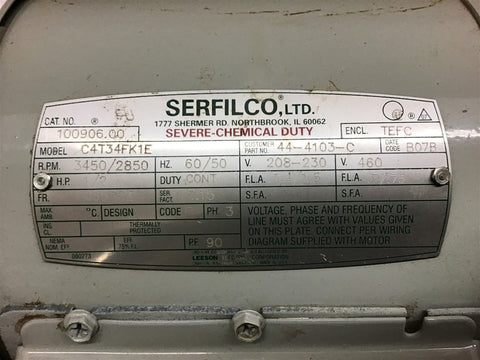 SERFILCO, LTD.
1777 SHERMER RD. NORTHBROOK, IL 60062
SEVERE-CHEMICAL DUTY
CAT. NO. 100906.00 ENCL. TEFC
MODEL C4T34FK1E CUSTOMER PART NO. 44-4103-C DATE CODE B07B
R.P.M. 3450/2850 HZ. 60/50 V. 208-230 V. 460
H.P. DUTY CONT F.L.A. F.L.A.
FR. SER. FACT. S.F.A. S.F.A.
MAX. AMB. °C. DESIGN CODE PH 3
INS. CL. THERMALLY PROTECTED
NEMA NOM. EFF. P.F. 90
VOLTAGE, PHASE AND FREQUENCY OF
LINE MUST AGREE WITH VALUES GIVEN
ON THIS PLATE. CONNECT PER WIRING
DIAGRAM SUPPLIED WITH MOTOR
080273
LEESON CORPORATION